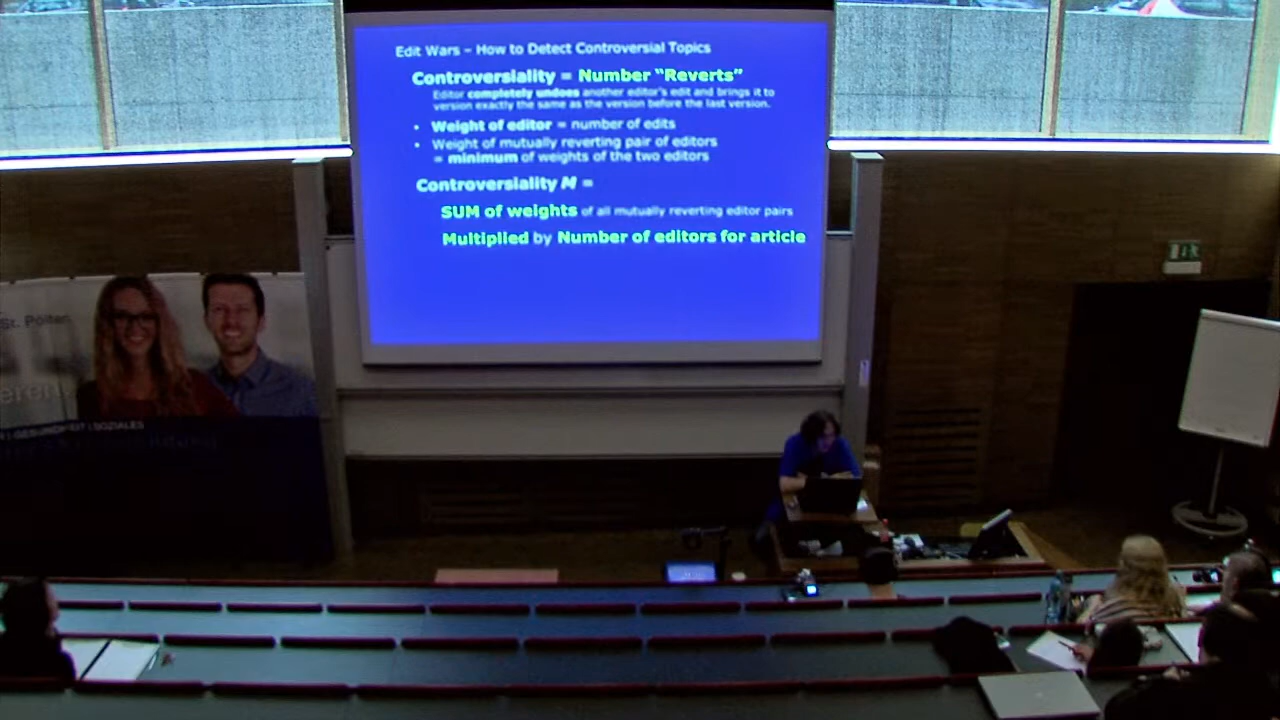 Edit Wars – How to Detect Controversial Topics
Controversiality = Number “Reverts”
Editor completely undoes another editor's edit and brings it to
version exactly the same as the version before the last version.
• Weight of editor = number of edits
• Weight of mutually reverting pair of editors
= minimum of weights of the two editors
Controversiality M =
SUM of weights of all mutually reverting editor pairs
Multiplied by Number of editors for article
St. Pölten
eren
GESUNDHEIT | SOZIALES